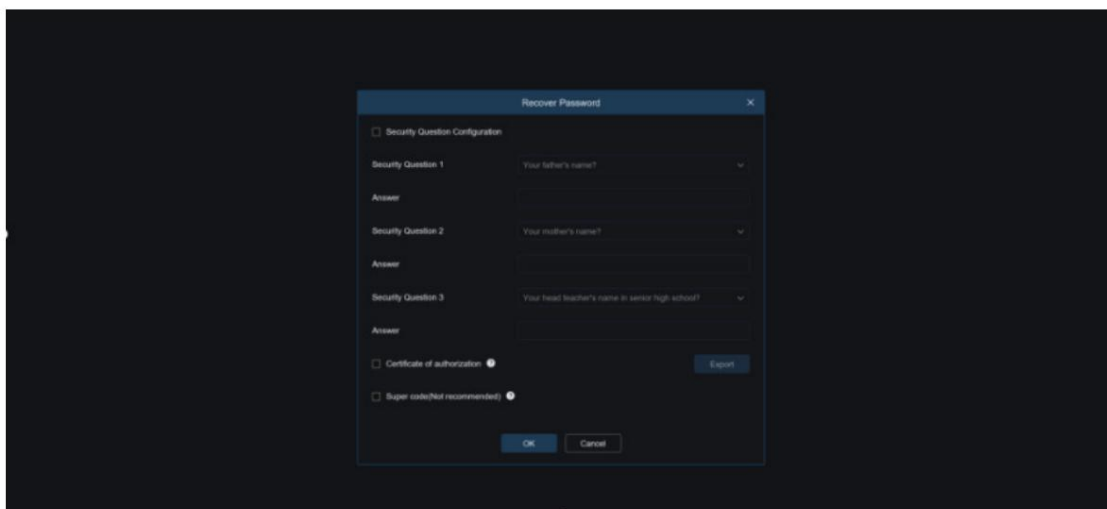 Recover Password
Security Question Configuration
Security Question 1 Your father's name?
Answer
Security Question 2 Your mother's name?
Answer
Security Question 3 Your head teacher's name in senior high school?
Answer
Certificate of authorization Export
Super code(Not recommended)
OK Cancel